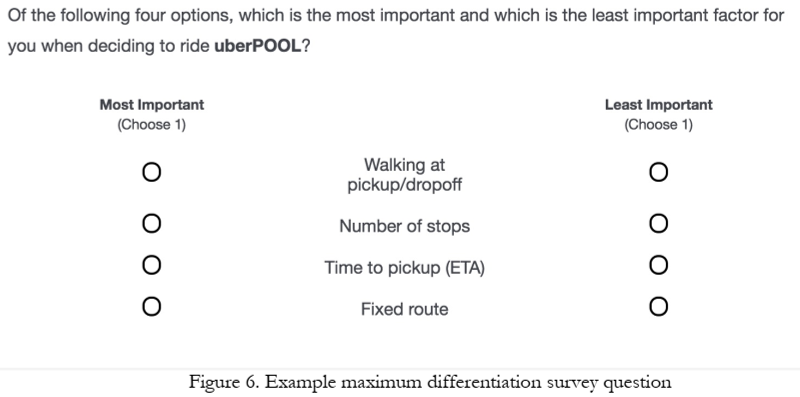 Of the following four options, which is the most important and which is the least important factor for
you when deciding to ride uberPOOL?
Most Important
(Choose 1)
Least Important
(Choose 1)
Walking at
pickup/dropoff
Number of stops
Time to pickup (ETA)
Fixed route
Figure 6. Example maximum differentiation survey question